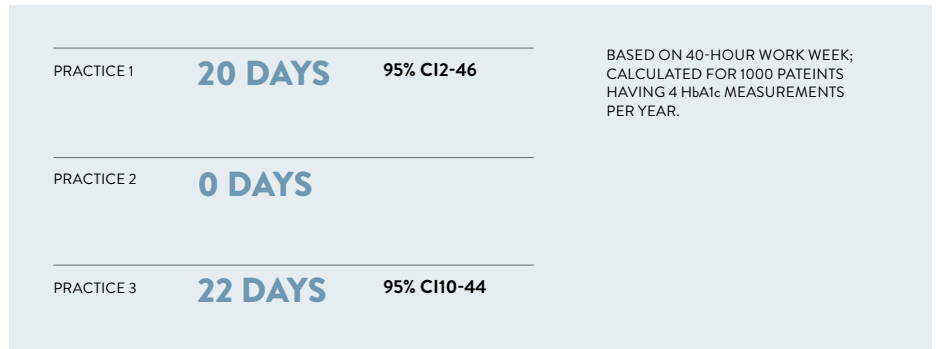 PRACTICE 1 20 DAYS 95% CI2-46
BASED ON 40-HOUR WORK WEEK;
CALCULATED FOR 1000 PATEINTS
HAVING 4 HbA1c MEASUREMENTS
PER YEAR.
PRACTICE 2 0 DAYS
PRACTICE 3 22 DAYS 95% CI10-44